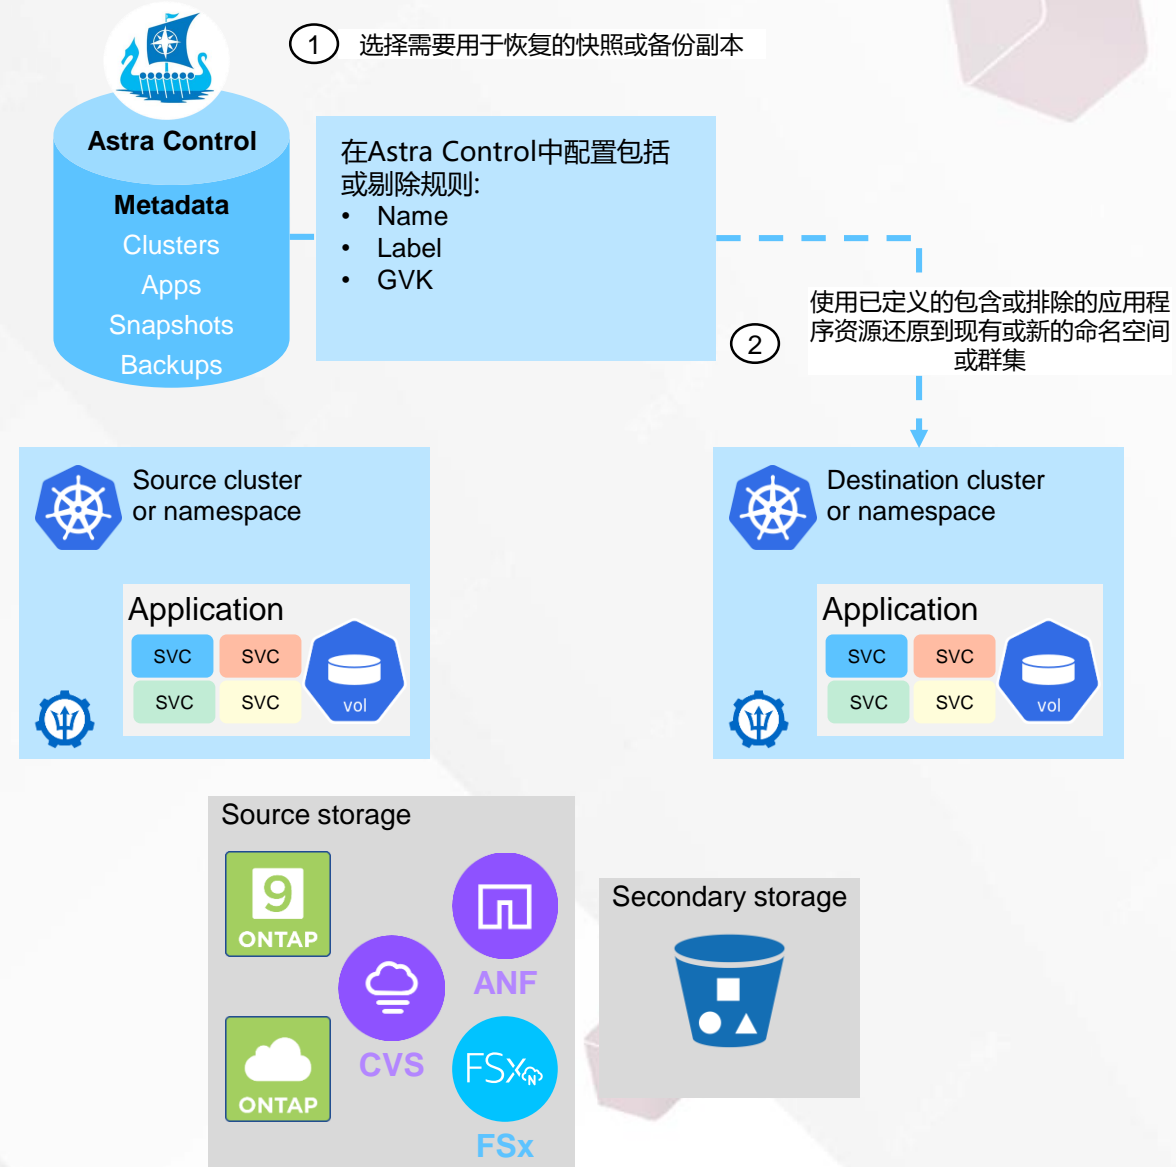 1
选择需要用于恢复的快照或备份副本
Astra Control
Metadata
Clusters
Apps
Snapshots
Backups
在Astra Control中配置包括
或剔除规则:
• Name
• Label
• GVK
2
使用已定义的包含或排除的应用程
序资源还原到现有或新的命名空间
或群集
Source cluster
or namespace
Application
SVC SVC
SVC SVC
vol
Destination cluster
or namespace
Application
SVC SVC
SVC SVC
vol
Source storage
9
ONTAP
ANF
CVS
ONTAP
FSxN
FSx
Secondary storage